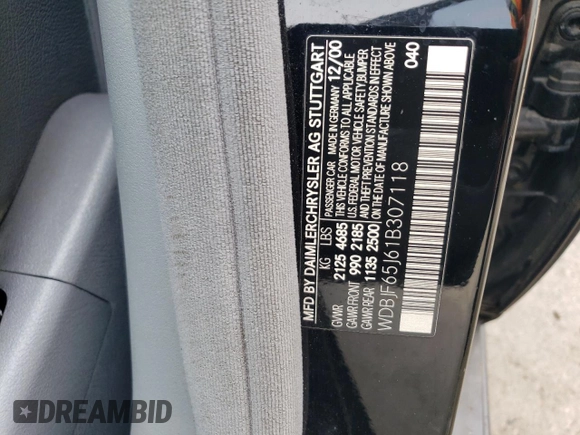 MFD BY DAIMLERCHRYSLER AG STUTTGART
KG LBS PASSENGER CAR MADE IN GERMANY 12/00
GVWR 2125 4685 THIS VEHICLE CONFORMS TO ALL APPLICABLE
GAWR FRONT 990 2185 U.S. FEDERAL MOTOR VEHICLE SAFETY, BUMPER
GAWR REAR 1135 2500 AND THEFT PREVENTION STANDARDS IN EFFECT
ON THE DATE OF MANUFACTURE SHOWN ABOVE
WDBJF65J61B307118
040
DREAMBID